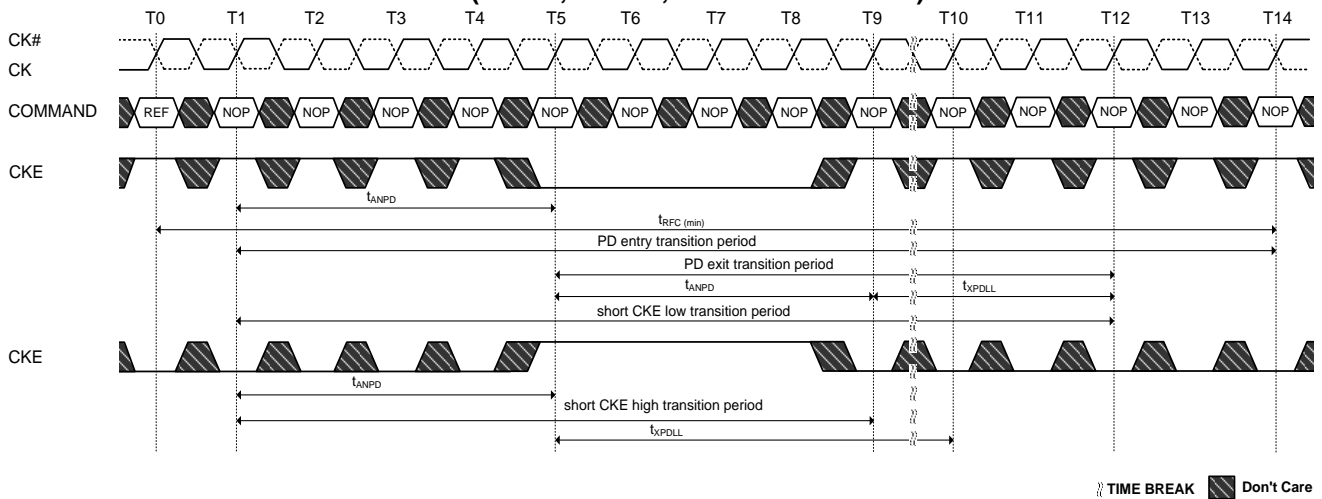 T0 T1 T2 T3 T4 T5 T6 T7 T8 T9 T10 T11 T12 T13 T14
CK#
CK
COMMAND REF NOP NOP NOP NOP NOP NOP NOP NOP NOP NOP NOP NOP NOP NOP
CKE
tANPD
tRFC (min)
PD entry transition period
PD exit transition period
tANPD tXPDLL
short CKE low transition period
CKE
tANPD
short CKE high transition period
tXPDLL
TIME BREAK Don't Care